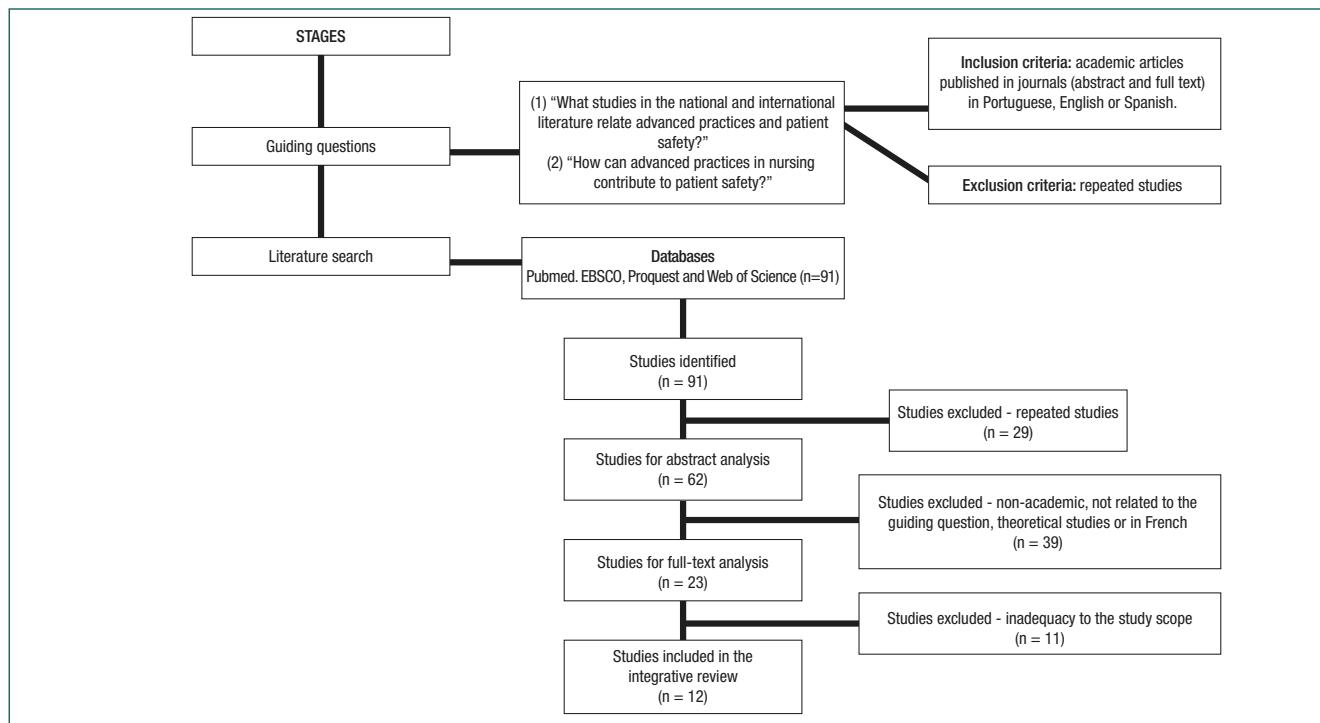 STAGES
Guiding questions
(1) “What studies in the national and international
literature relate advanced practices and patient
safety?”
(2) “How can advanced practices in nursing
contribute to patient safety?”
Inclusion criteria: academic articles
published in journals (abstract and full text)
in Portuguese, English or Spanish.
Exclusion criteria: repeated studies
Literature search
Databases
Pubmed. EBSCO, Proquest and Web of Science (n=91)
Studies identified
(n = 91)
Studies excluded - repeated studies
(n = 29)
Studies for abstract analysis
(n = 62)
Studies excluded - non-academic, not related to the
guiding question, theoretical studies or in French
(n = 39)
Studies for full-text analysis
(n = 23)
Studies excluded - inadequacy to the study scope
(n = 11)
Studies included in the
integrative review
(n = 12)